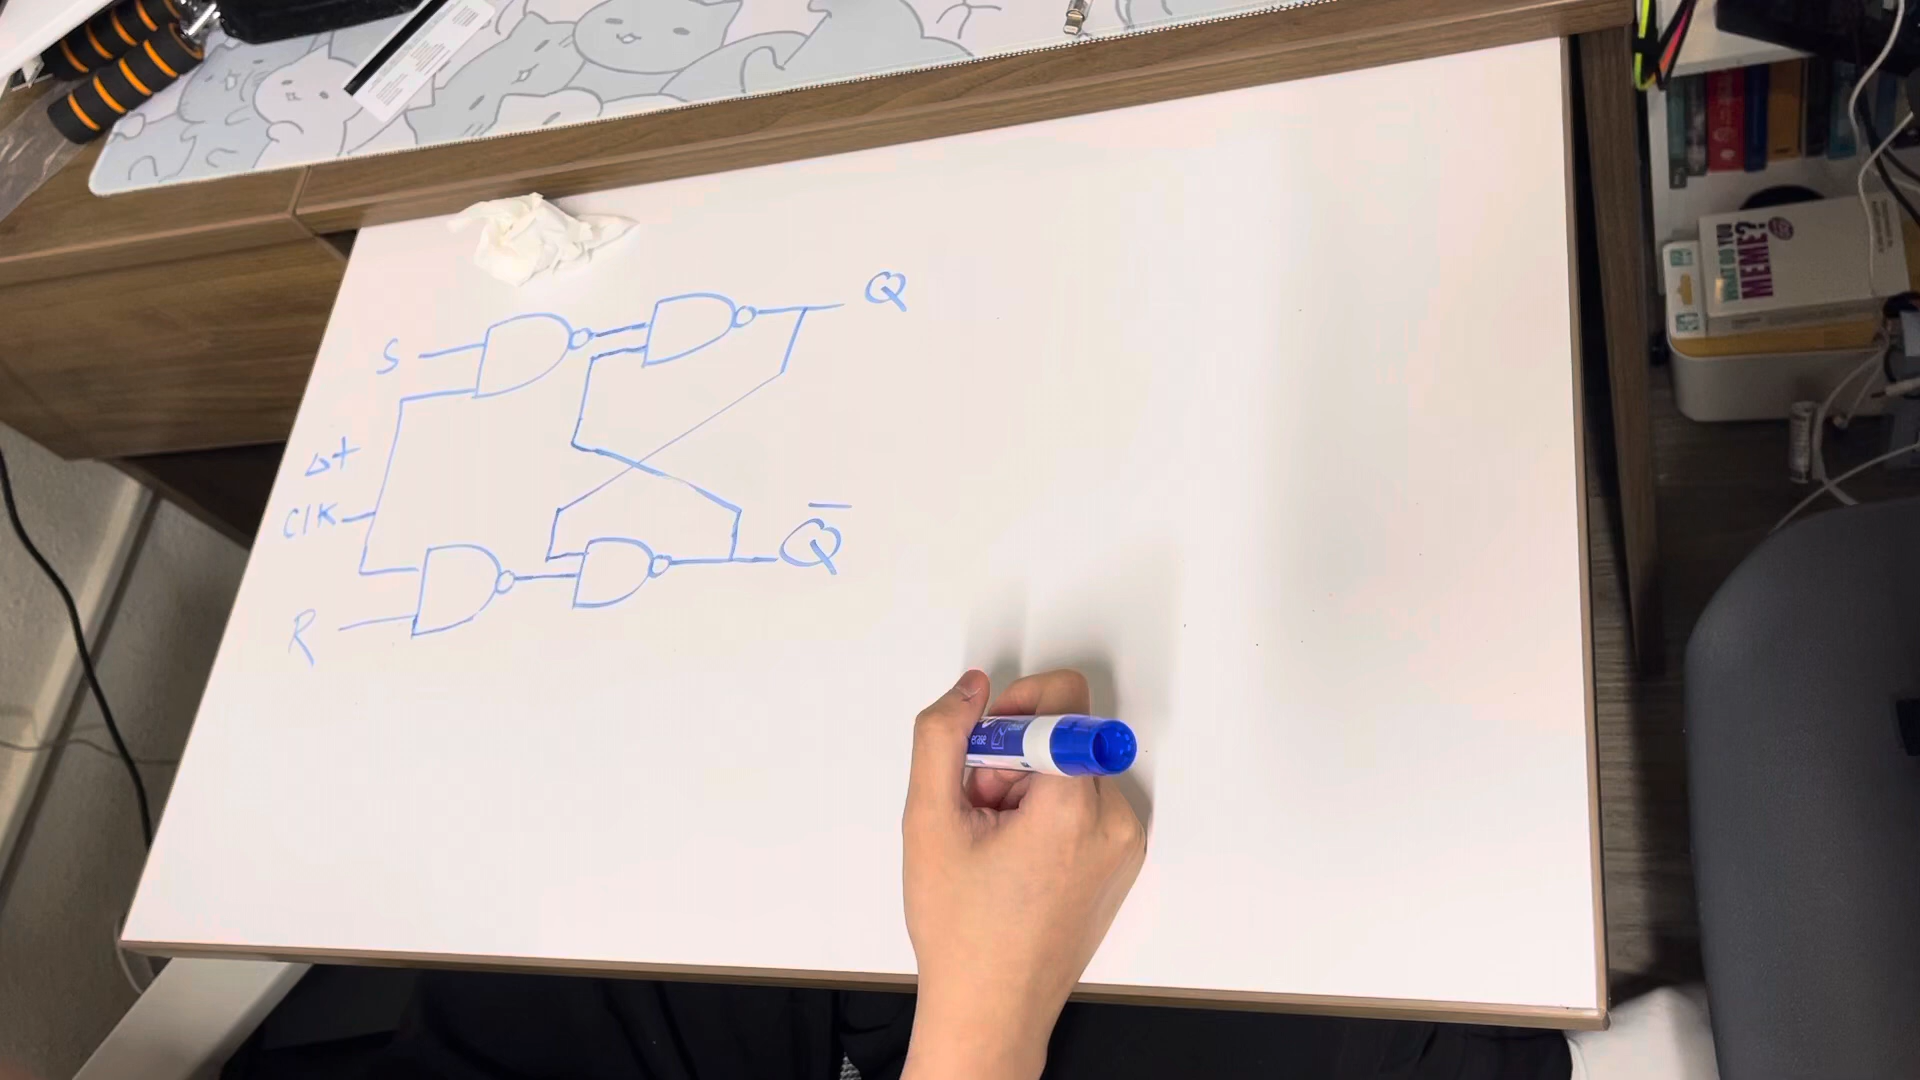 Q
S
Δt
Clk
Q̅
R
erase
WHAT DO YOU
MEME?